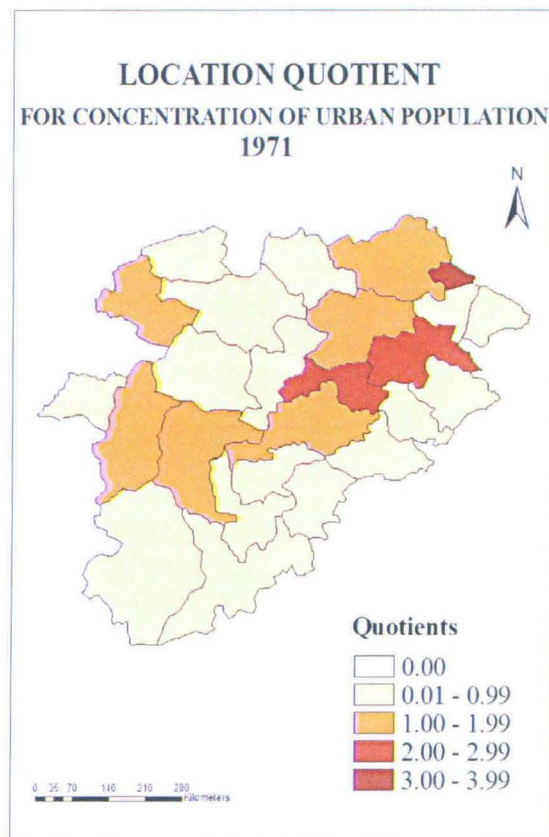 LOCATION QUOTIENT
FOR CONCENTRATION OF URBAN POPULATION
1971
N
Quotients
0.00
0.01 - 0.99
1.00 - 1.99
2.00 - 2.99
3.00 - 3.99
0 35 70 140 210 280
Kilometers